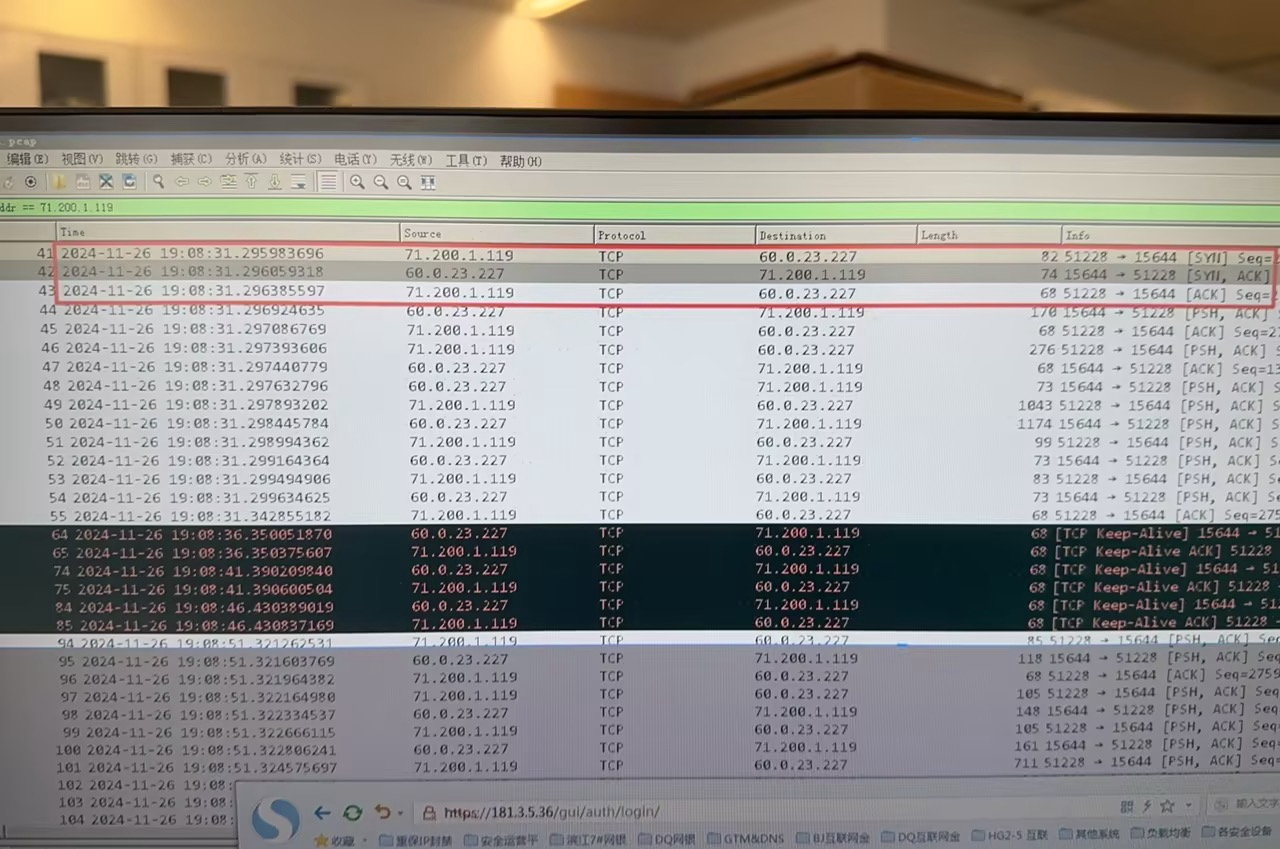 .pcap
编辑(E) 视图(V) 跳转(G) 捕获(C) 分析(A) 统计(S) 电话(Y) 无线(W) 工具(T) 帮助(H)
ddr == 71.200.1.119
Time Source Protocol Destination Length Info
41 2024-11-26 19:08:31.295983696 71.200.1.119 TCP 60.0.23.227 82 51228 → 15644 [SYN] Seq=
42 2024-11-26 19:08:31.296059318 60.0.23.227 TCP 71.200.1.119 74 15644 → 51228 [SYN, ACK]
43 2024-11-26 19:08:31.296385597 71.200.1.119 TCP 60.0.23.227 68 51228 → 15644 [ACK] Seq=
44 2024-11-26 19:08:31.296924635 60.0.23.227 TCP 71.200.1.119 170 15644 → 51228 [PSH, ACK]
45 2024-11-26 19:08:31.297086769 71.200.1.119 TCP 60.0.23.227 68 51228 → 15644 [ACK] Seq=2
46 2024-11-26 19:08:31.297393606 71.200.1.119 TCP 60.0.23.227 276 51228 → 15644 [PSH, ACK] S
47 2024-11-26 19:08:31.297440779 60.0.23.227 TCP 71.200.1.119 68 15644 → 51228 [ACK] Seq=13
48 2024-11-26 19:08:31.297632796 60.0.23.227 TCP 71.200.1.119 73 15644 → 51228 [PSH, ACK] S
49 2024-11-26 19:08:31.297893202 71.200.1.119 TCP 60.0.23.227 1043 51228 → 15644 [PSH, ACK] S
50 2024-11-26 19:08:31.298445784 60.0.23.227 TCP 71.200.1.119 1174 15644 → 51228 [PSH, ACK] S
51 2024-11-26 19:08:31.298994362 71.200.1.119 TCP 60.0.23.227 99 51228 → 15644 [PSH, ACK] S
52 2024-11-26 19:08:31.299164364 60.0.23.227 TCP 71.200.1.119 73 15644 → 51228 [PSH, ACK] S
53 2024-11-26 19:08:31.299494906 71.200.1.119 TCP 60.0.23.227 83 51228 → 15644 [PSH, ACK] S
54 2024-11-26 19:08:31.299634625 60.0.23.227 TCP 71.200.1.119 73 15644 → 51228 [PSH, ACK] S
55 2024-11-26 19:08:31.342855182 71.200.1.119 TCP 60.0.23.227 68 51228 → 15644 [ACK] Seq=275
64 2024-11-26 19:08:36.350051870 60.0.23.227 TCP 71.200.1.119 68 [TCP Keep-Alive] 15644 → 51
65 2024-11-26 19:08:36.350375607 71.200.1.119 TCP 60.0.23.227 68 [TCP Keep-Alive ACK] 51228
74 2024-11-26 19:08:41.390209840 60.0.23.227 TCP 71.200.1.119 68 [TCP Keep-Alive] 15644 → 51
75 2024-11-26 19:08:41.390600504 71.200.1.119 TCP 60.0.23.227 68 [TCP Keep-Alive ACK] 51228
84 2024-11-26 19:08:46.430389019 60.0.23.227 TCP 71.200.1.119 68 [TCP Keep-Alive] 15644 → 51
85 2024-11-26 19:08:46.430837169 71.200.1.119 TCP 60.0.23.227 68 [TCP Keep-Alive ACK] 51228 →
94 2024-11-26 19:08:51.321262531 71.200.1.119 TCP 60.0.23.227 85 51228 → 15644 [PSH, ACK] Se
95 2024-11-26 19:08:51.321603769 60.0.23.227 TCP 71.200.1.119 118 15644 → 51228 [PSH, ACK] Se
96 2024-11-26 19:08:51.321964382 71.200.1.119 TCP 60.0.23.227 68 51228 → 15644 [ACK] Seq=2759
97 2024-11-26 19:08:51.322164980 71.200.1.119 TCP 60.0.23.227 105 51228 → 15644 [PSH, ACK] Se
98 2024-11-26 19:08:51.322334537 60.0.23.227 TCP 71.200.1.119 148 15644 → 51228 [PSH, ACK] Se
99 2024-11-26 19:08:51.322666115 71.200.1.119 TCP 60.0.23.227 105 51228 → 15644 [PSH, ACK] Se
100 2024-11-26 19:08:51.322806241 60.0.23.227 TCP 71.200.1.119 161 15644 → 51228 [PSH, ACK] Se
101 2024-11-26 19:08:51.324575697 71.200.1.119 TCP 60.0.23.227 711 51228 → 15644 [PSH, ACK] Se
102 2024-11-26 19:08:
103 2024-11-26 19:08:
104 2024-11-26 19:08:
https://181.3.5.36/gui/auth/login/ 输入文字
收藏 重保IP封禁 安全运营平 滨江7#网银 DQ网银 GTM&DNS BJ互联网金 DQ互联网金 HG2-5 互联 其他系统 负载均衡 各安全设备